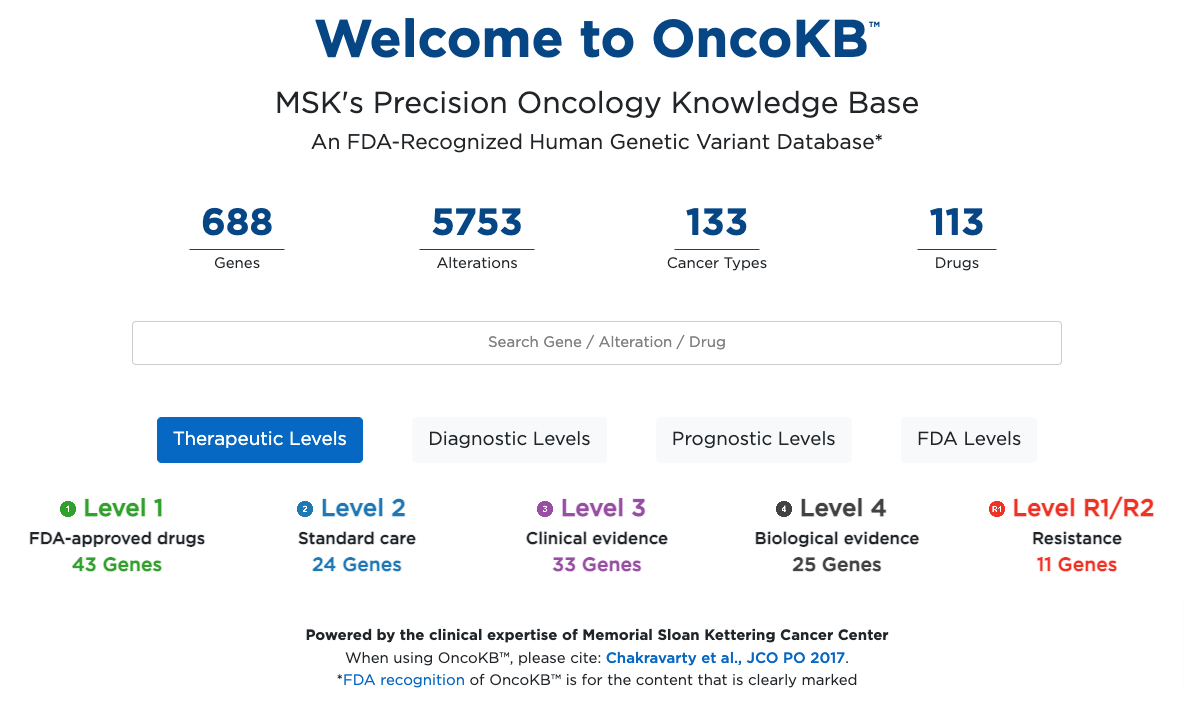 Welcome to OncoKB™
MSK's Precision Oncology Knowledge Base
An FDA-Recognized Human Genetic Variant Database*
688 5753 133 113
Genes Alterations Cancer Types Drugs
Search Gene / Alteration / Drug
Therapeutic Levels Diagnostic Levels Prognostic Levels FDA Levels
1 Level 1 2 Level 2 3 Level 3 4 Level 4 R1 Level R1/R2
FDA-approved drugs Standard care Clinical evidence Biological evidence Resistance
43 Genes 24 Genes 33 Genes 25 Genes 11 Genes
Powered by the clinical expertise of Memorial Sloan Kettering Cancer Center
When using OncoKB™, please cite: Chakravarty et al., JCO PO 2017.
*FDA recognition of OncoKB™ is for the content that is clearly marked